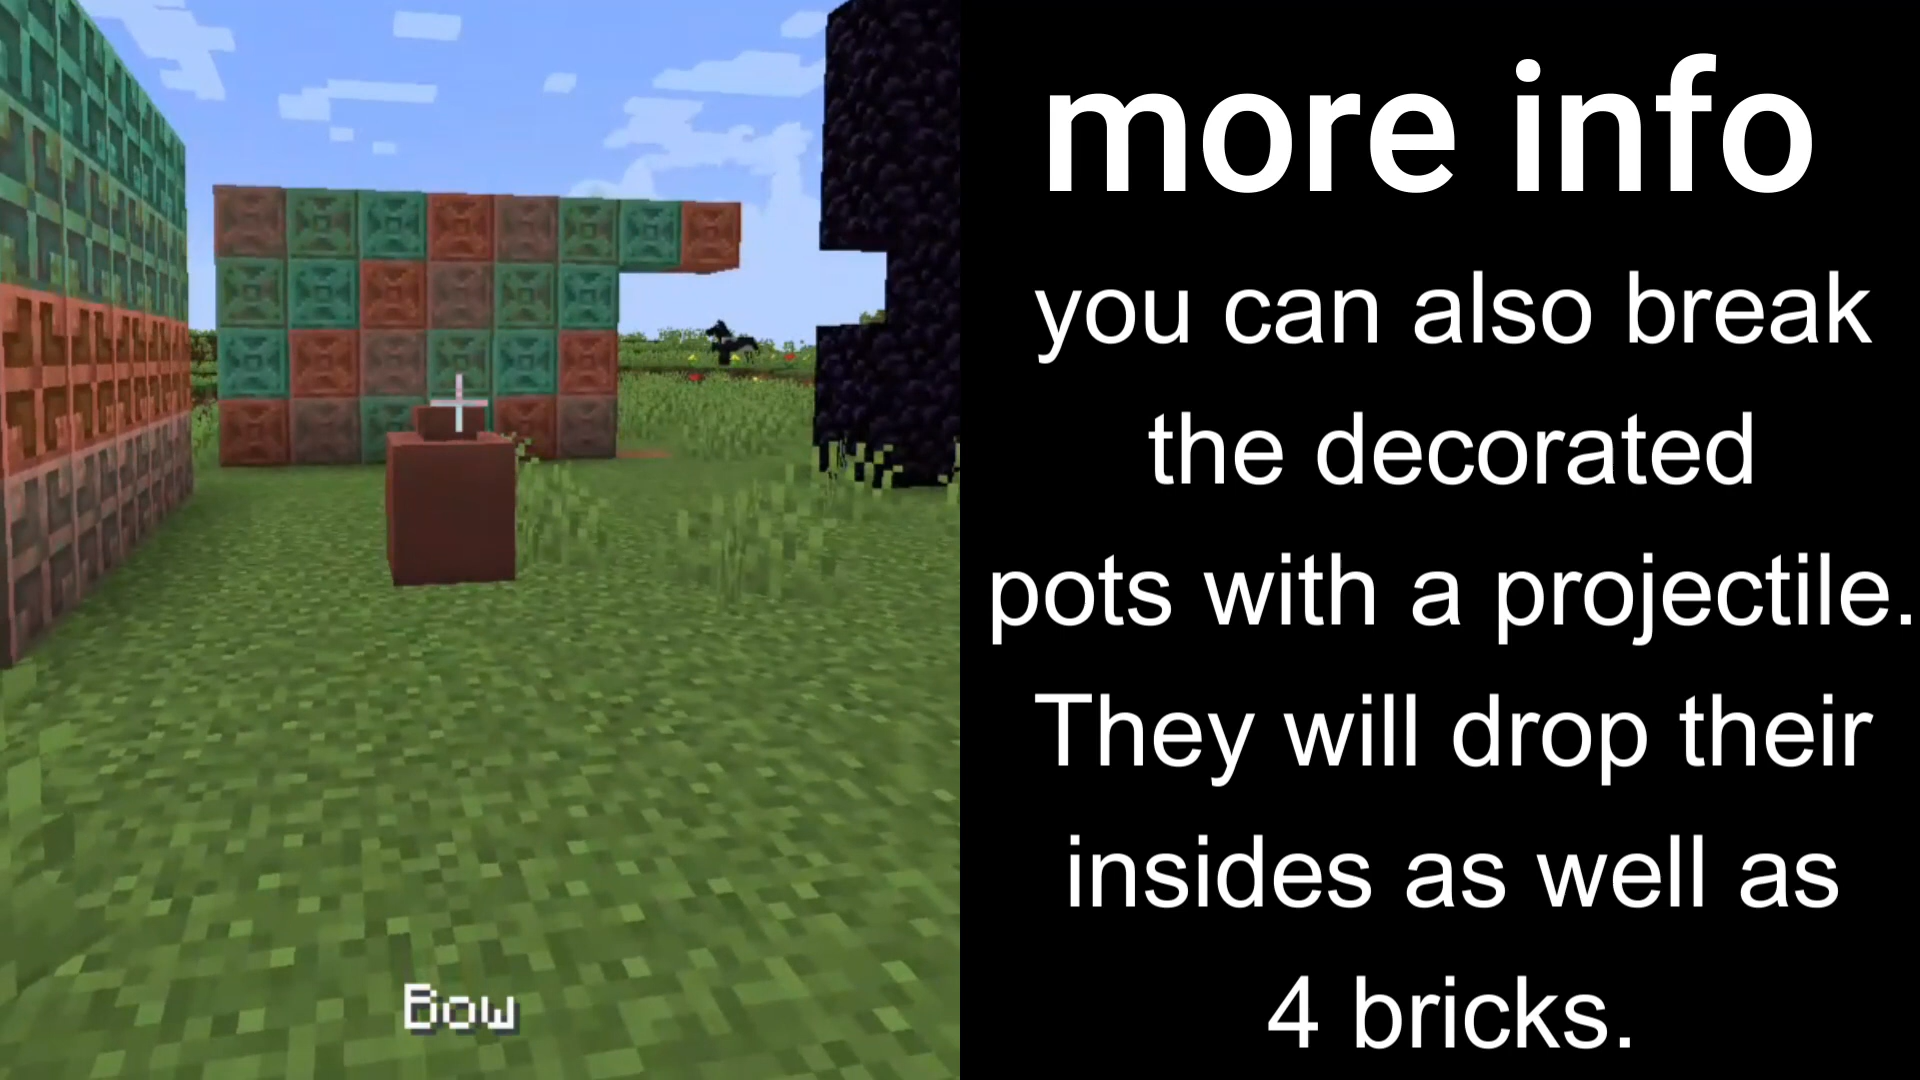 more info
you can also break
the decorated
pots with a projectile.
They will drop their
insides as well as
4 bricks.
Bow